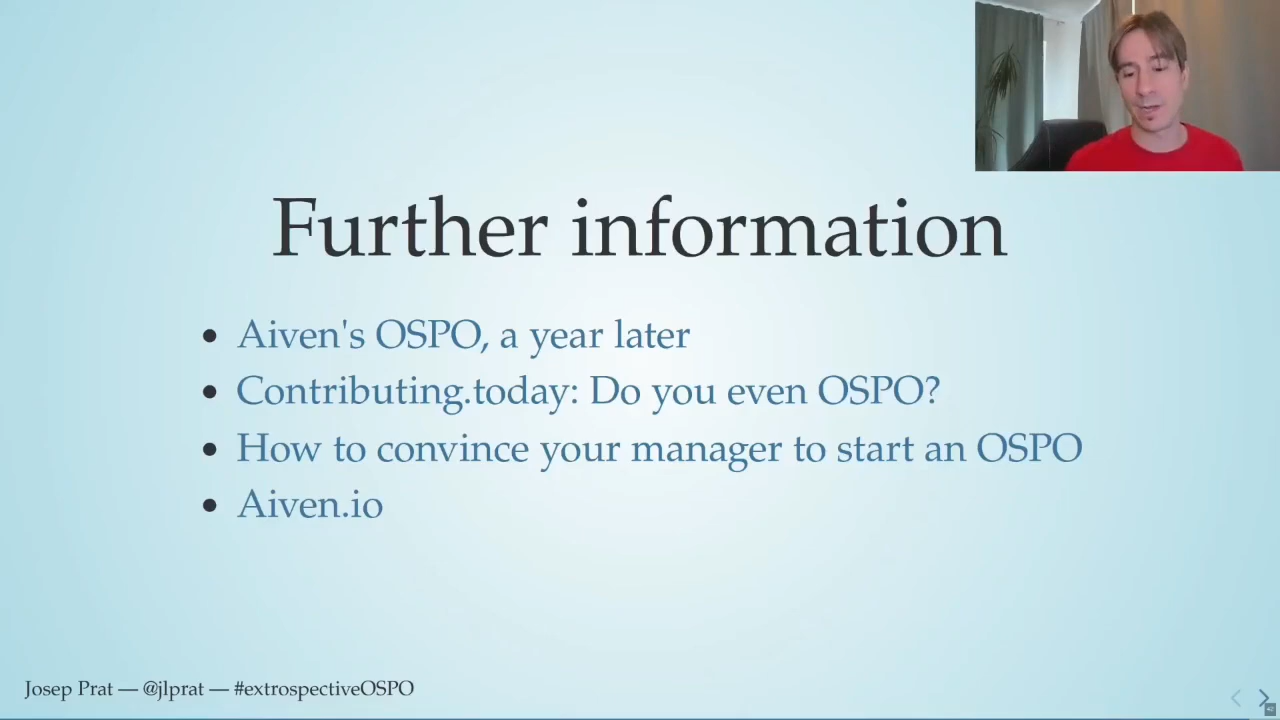 Further information
Aiven's OSPO, a year later
Contributing.today: Do you even OSPO?
How to convince your manager to start an OSPO
Aiven.io
Josep Prat — @jlprat — #extrospectiveOSPO